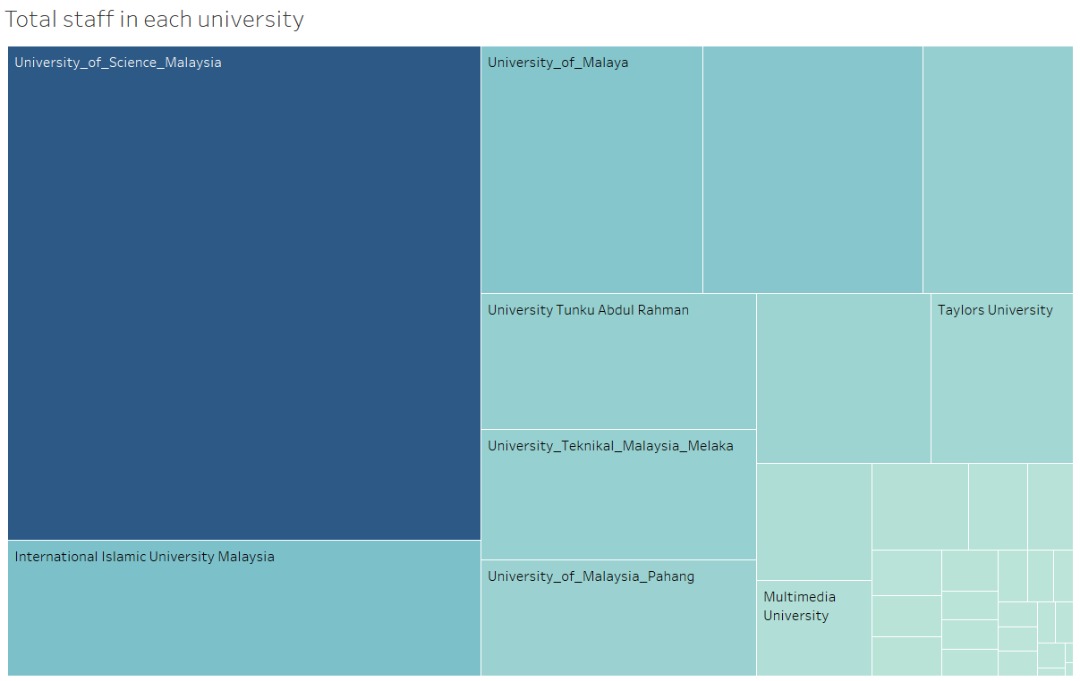 Total staff in each university
University_of_Science_Malaysia
University_of_Malaya
University Tunku Abdul Rahman
Taylors University
University_Teknikal_Malaysia_Melaka
International Islamic University Malaysia
University_of_Malaysia_Pahang
Multimedia
University